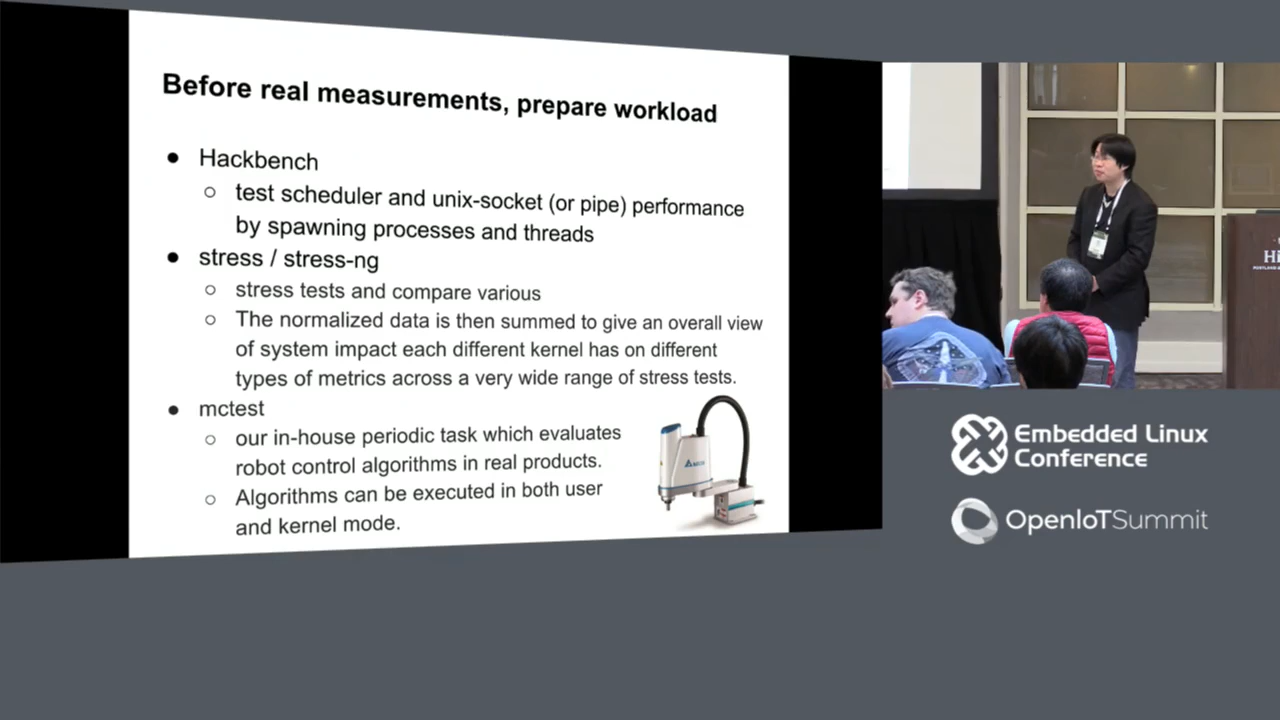 Before real measurements, prepare workload
● Hackbench
○ test scheduler and unix-socket (or pipe) performance
by spawning processes and threads
● stress / stress-ng
○ stress tests and compare various
○ The normalized data is then summed to give an overall view
of system impact each different kernel has on different
types of metrics across a very wide range of stress tests.
● mctest
○ our in-house periodic task which evaluates
robot control algorithms in real products.
○ Algorithms can be executed in both user
and kernel mode.
Embedded Linux
Conference
OpenIoTSummit